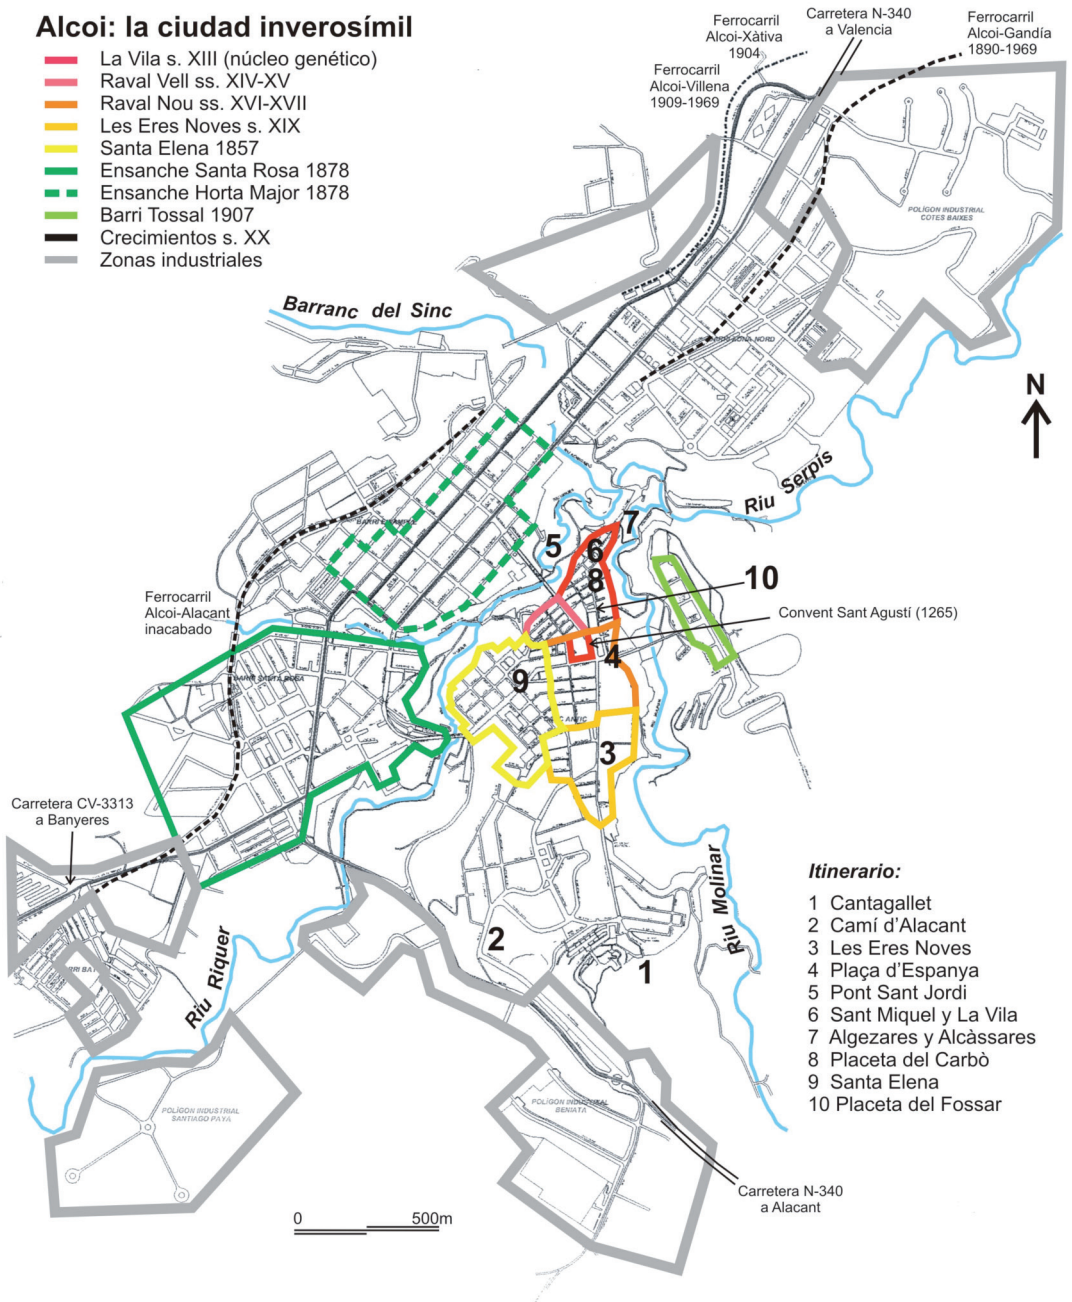 Alcoi: la ciudad inverosímil
La Vila s. XIII (núcleo genético)
Raval Vell ss. XIV-XV
Raval Nou ss. XVI-XVII
Les Eres Noves s. XIX
Santa Elena 1857
Ensanche Santa Rosa 1878
Ensanche Horta Major 1878
Barri Tossal 1907
Crecimientos s. XX
Zonas industriales
Ferrocarril
Alcoi-Xàtiva
1904
Carretera N-340
a Valencia
Ferrocarril
Alcoi-Gandía
1890-1969
Ferrocarril
Alcoi-Villena
1909-1969
POLÍGON INDUSTRIAL
COTES BAIXES
Barranc del Sinc
N
Riu Serpis
7
5
6
8
10
Ferrocarril
Alcoi-Alacant
inacabado
Convent Sant Agustí (1265)
4
9
BARRI SANTA ROSA
3
Carretera CV-3313
a Banyeres
Riu Molinar
2
1
Riu Riquer
Itinerario:
1 Cantagallet
2 Camí d'Alacant
3 Les Eres Noves
4 Plaça d'Espanya
5 Pont Sant Jordi
6 Sant Miquel y La Vila
7 Algezares y Alcàssares
8 Placeta del Carbò
9 Santa Elena
10 Placeta del Fossar
POLÍGON INDUSTRIAL
SANTIAGO PAYA
POLÍGON INDUSTRIAL
BENIATA
Carretera N-340
a Alacant
0 500m